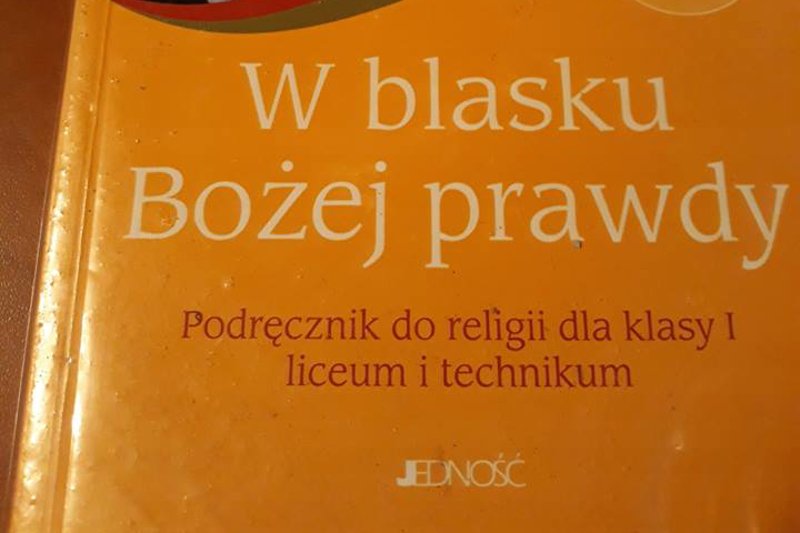 W blasku
Bożej prawdy
Podręcznik do religii dla klasy I
liceum i technikum
JEDNOŚĆ